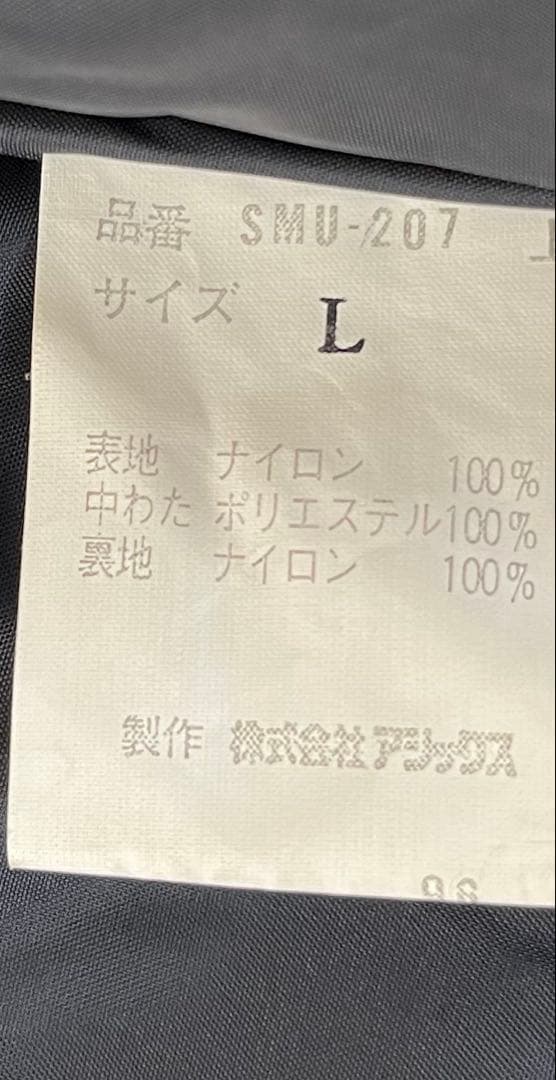 品番 SMU-207
サイズ L
表地 ナイロン 100%
中わた ポリエステル100%
裏地 ナイロン 100%
製作 株式会社アシックス